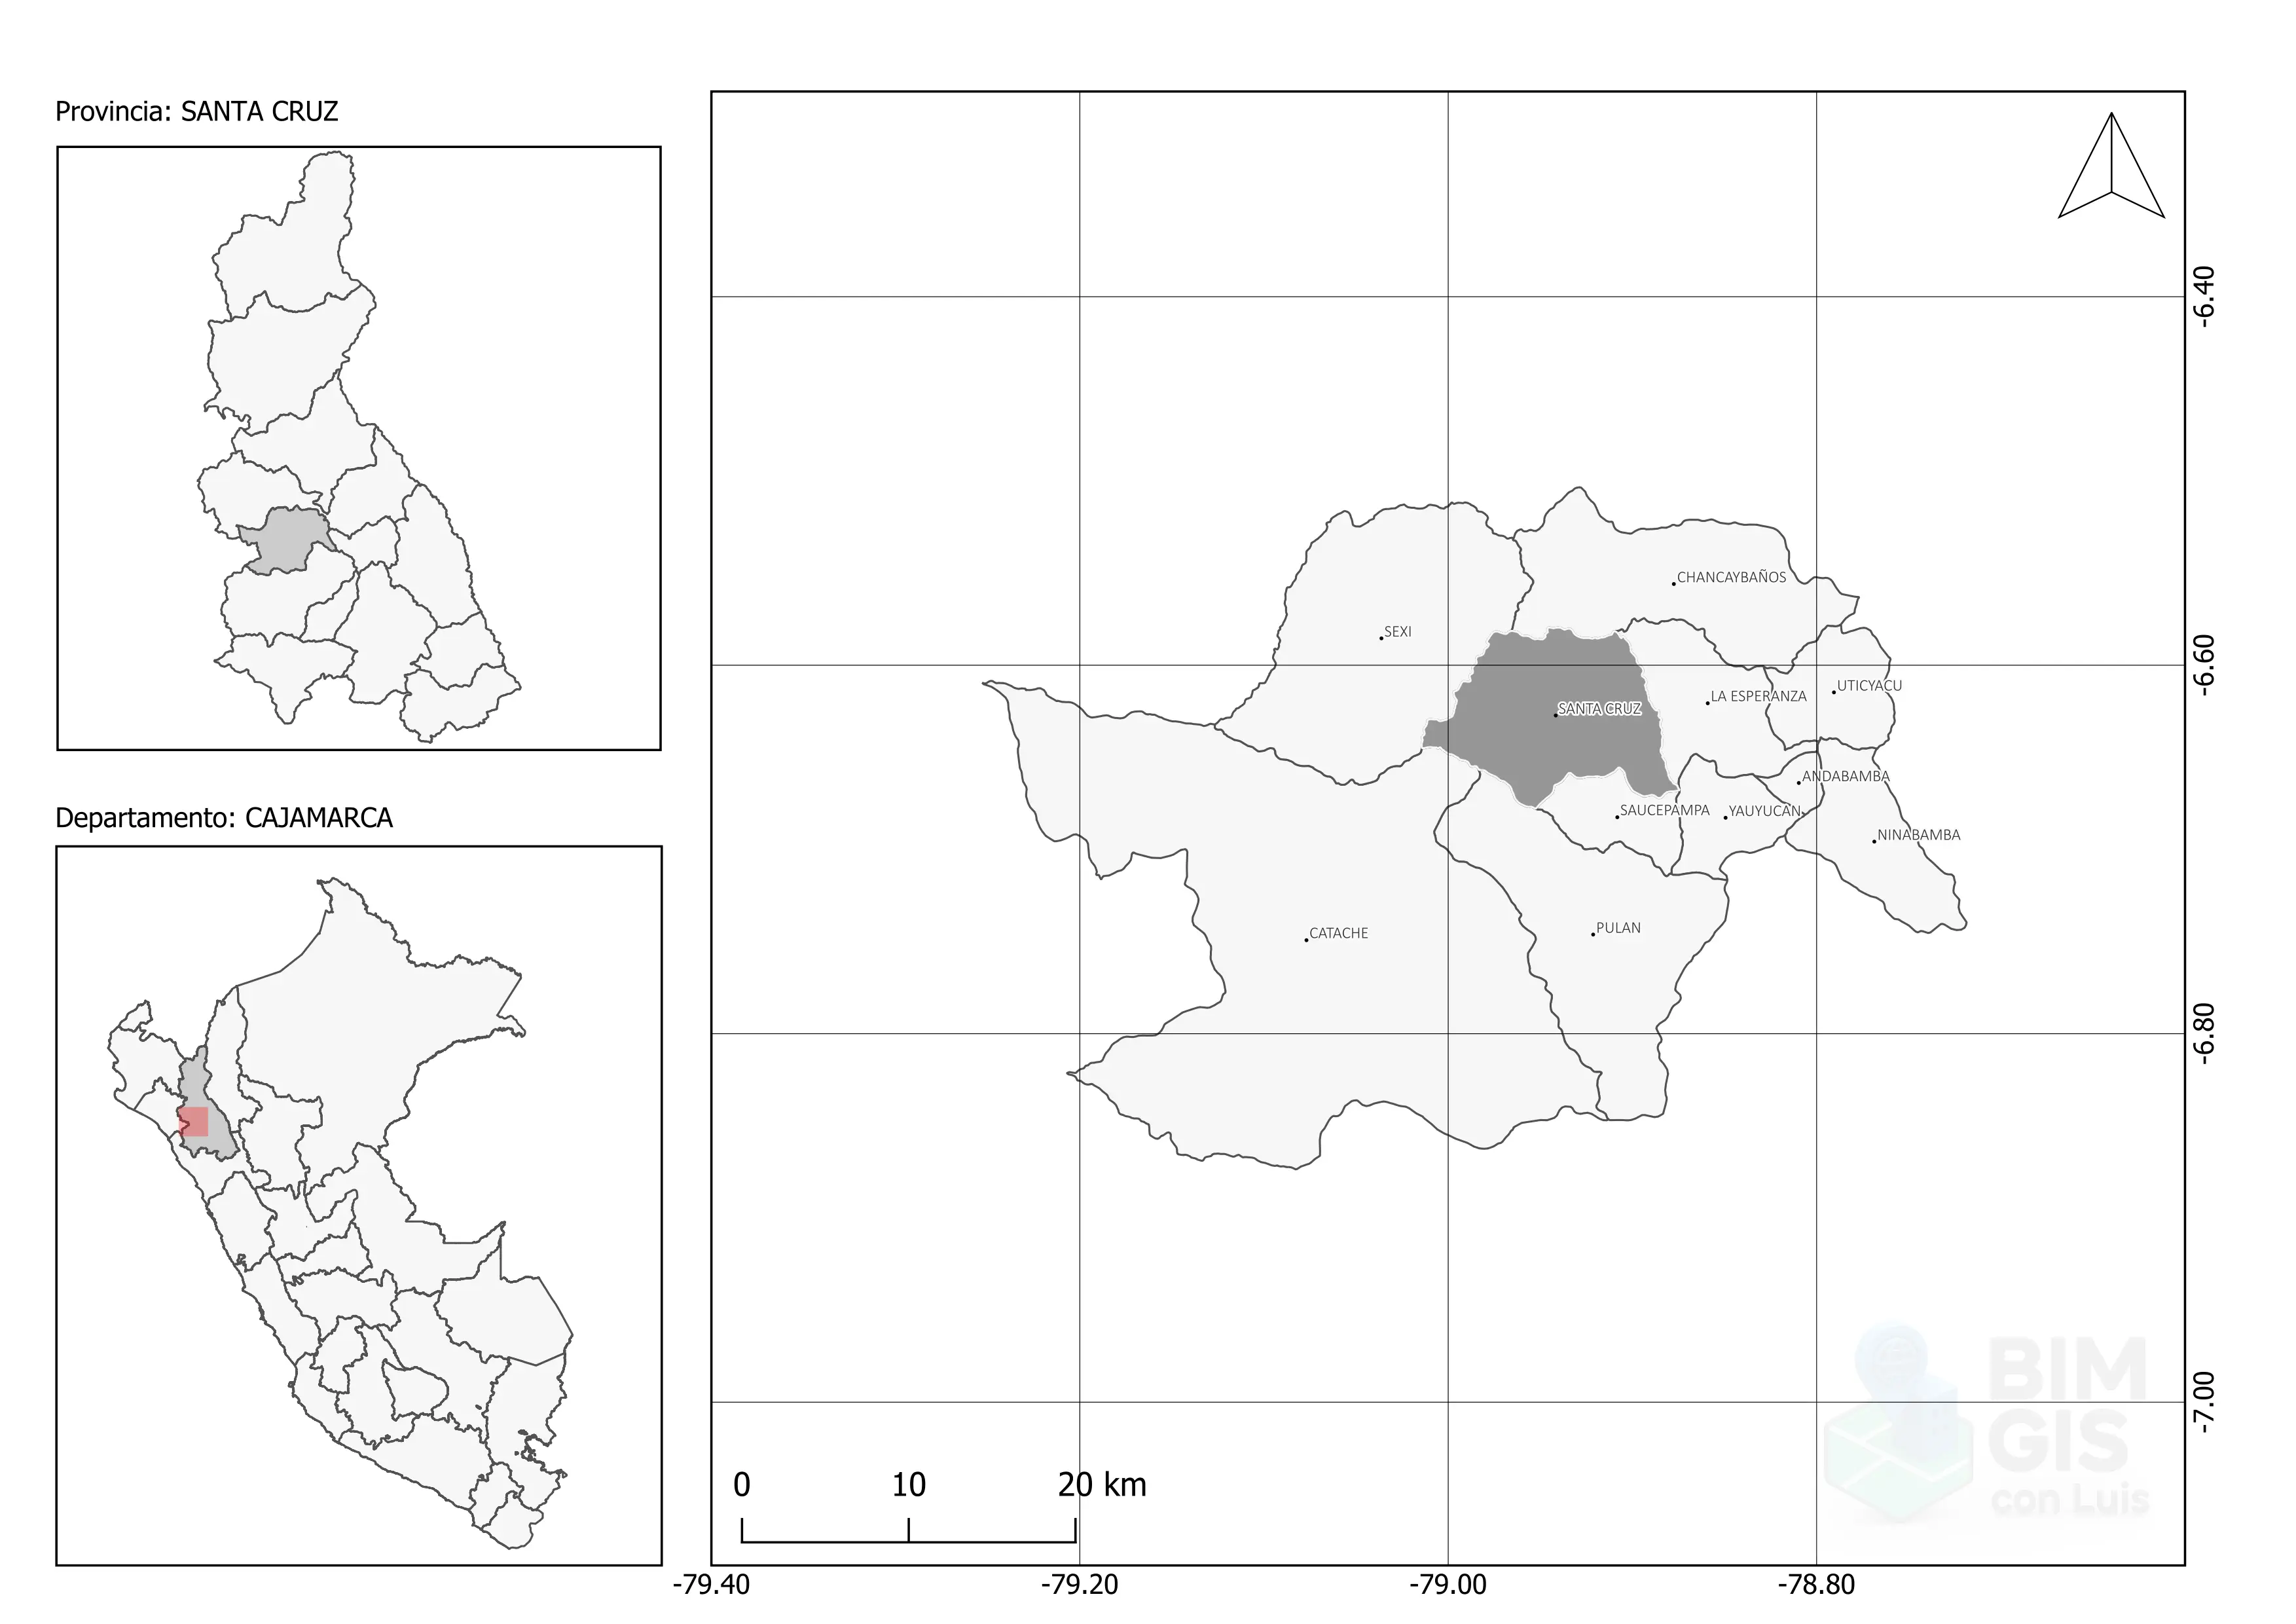 Provincia: SANTA CRUZ
Departamento: CAJAMARCA
CHANCAYBAÑOS
SEXI
UTICYACU
LA ESPERANZA
SANTA CRUZ
ANDABAMBA
SAUCEPAMPA
YAUYUCAN
NINABAMBA
CATACHE
PULAN
-6.40
-6.60
-6.80
-7.00
BIM
GIS
con Luis
0 10 20 km
-79.40 -79.20 -79.00 -78.80